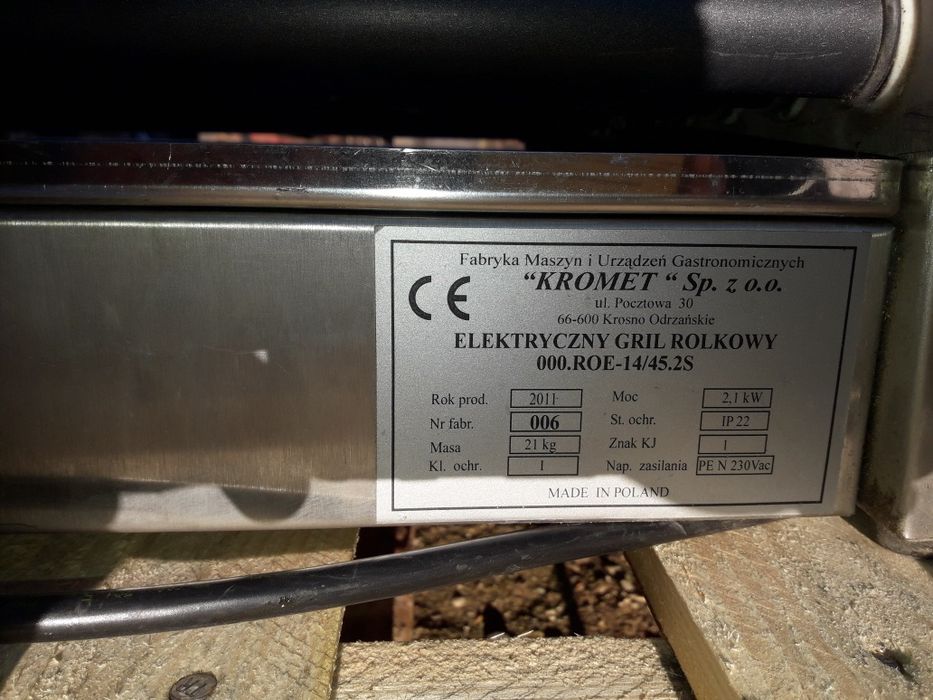 Fabryka Maszyn i Urządzeń Gastronomicznych
CE
"KROMET " Sp. z o.o.
ul. Pocztowa 30
66-600 Krosno Odrzańskie
ELEKTRYCZNY GRIL ROLKOWY
000.ROE-14/45.2S
Rok prod. 2011 Moc 2,1 kW
Nr fabr. 006 St. ochr. IP 22
Masa 21 kg Znak KJ 1
Kl. ochr. I Nap. zasilania PE N 230Vac
MADE IN POLAND